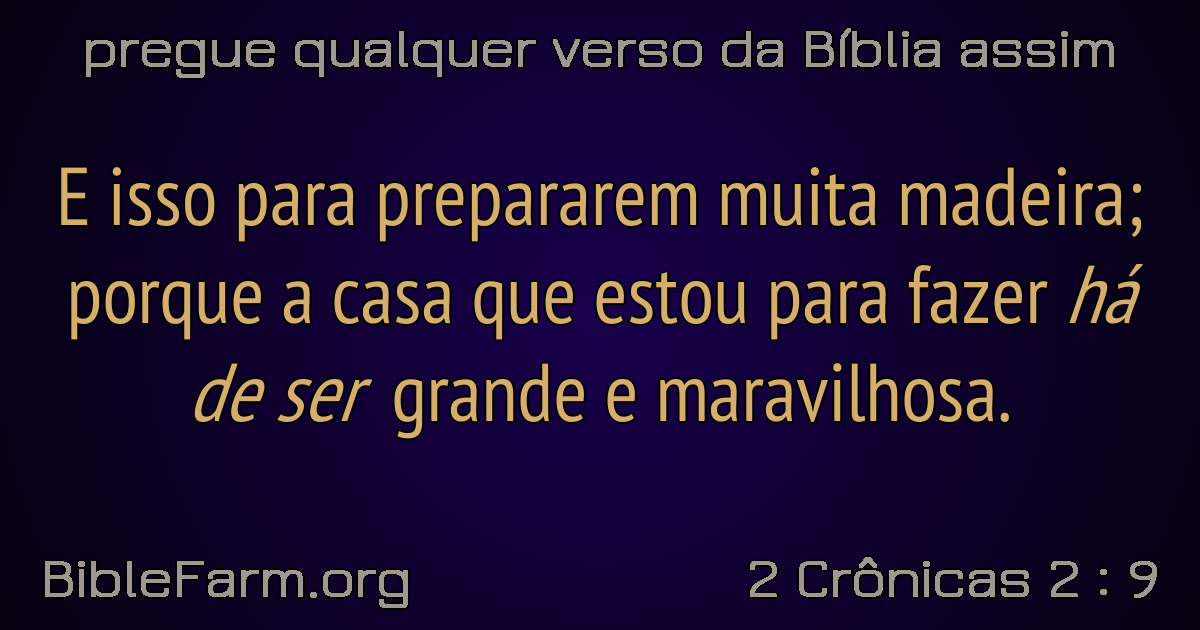 pregue qualquer verso da Bíblia assim
E isso para prepararem muita madeira;
porque a casa que estou para fazer há
de ser grande e maravilhosa.
BibleFarm.org
2 Crônicas 2 : 9